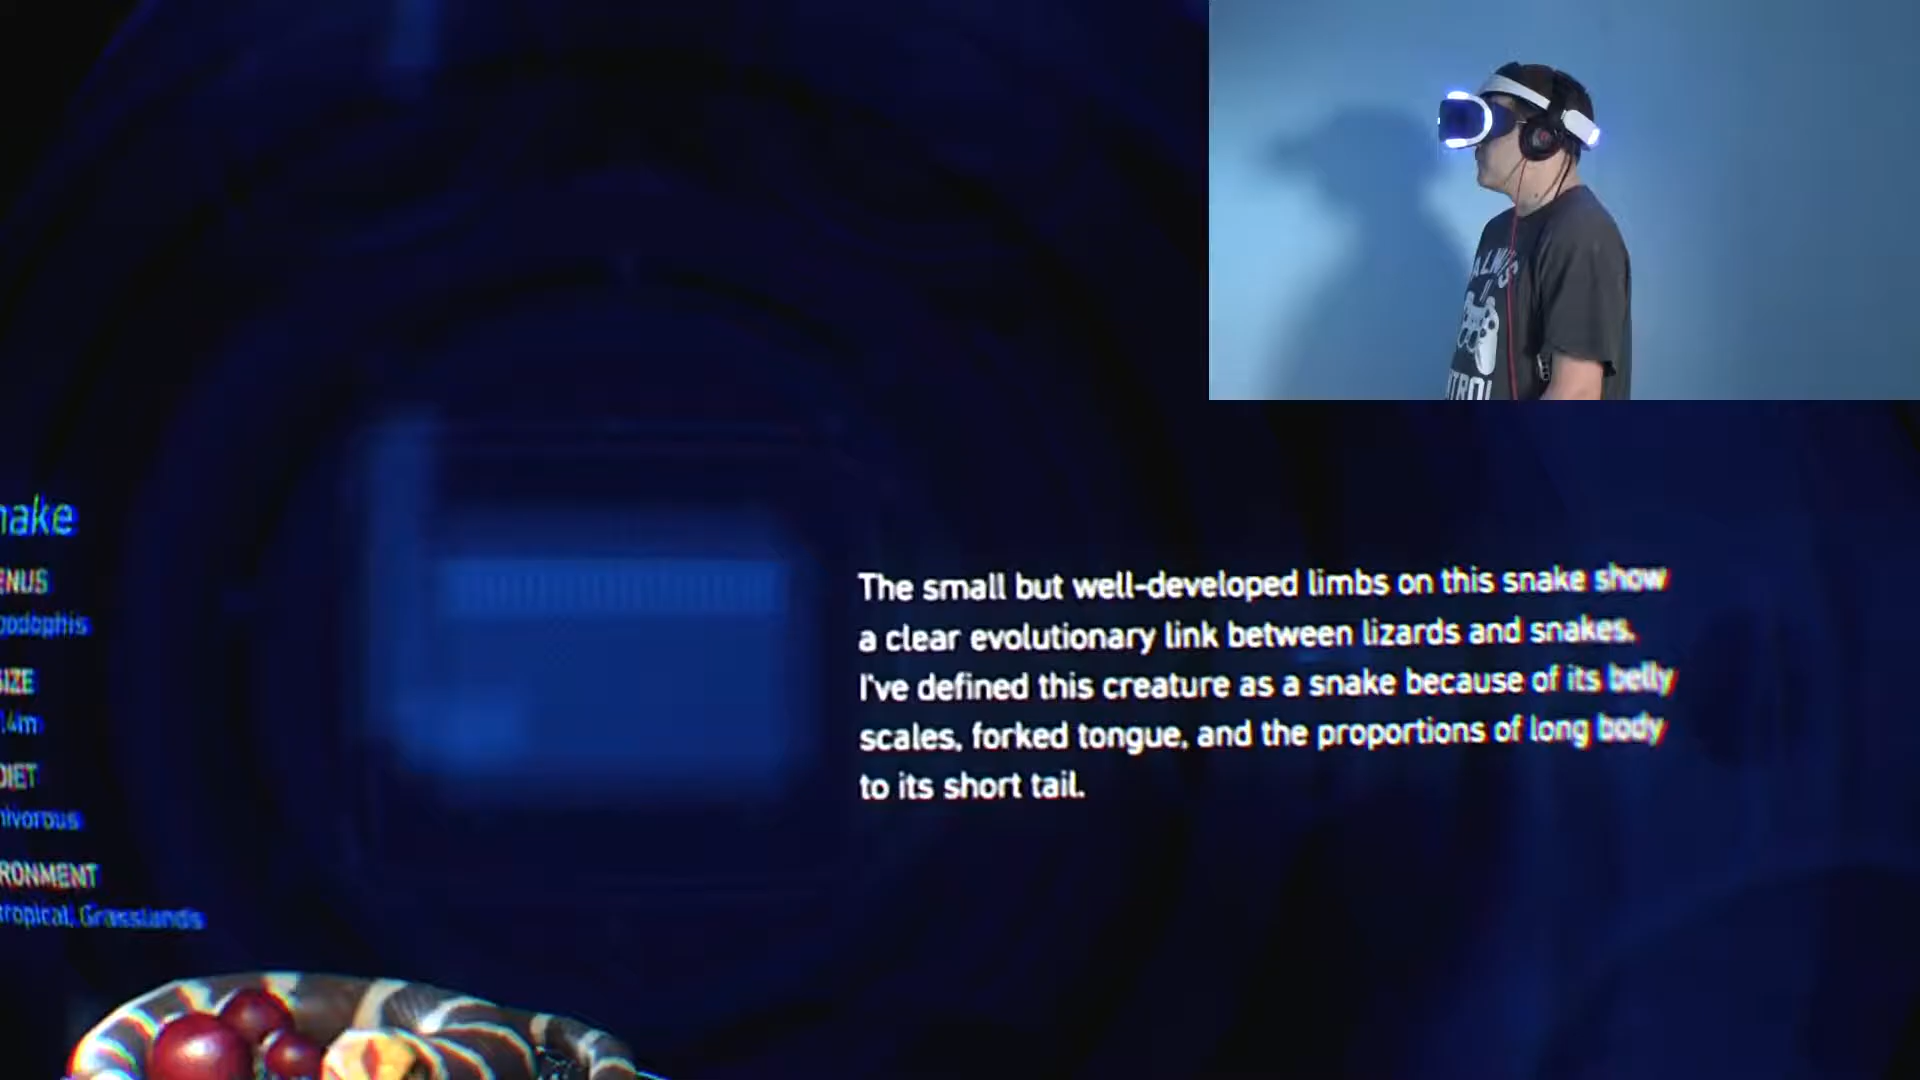 nake
ENUS
podophis
SIZE
.4m
DIET
nivorous
RONMENT
tropical, Grasslands
The small but well-developed limbs on this snake show
a clear evolutionary link between lizards and snakes.
I've defined this creature as a snake because of its belly
scales, forked tongue, and the proportions of long body
to its short tail.